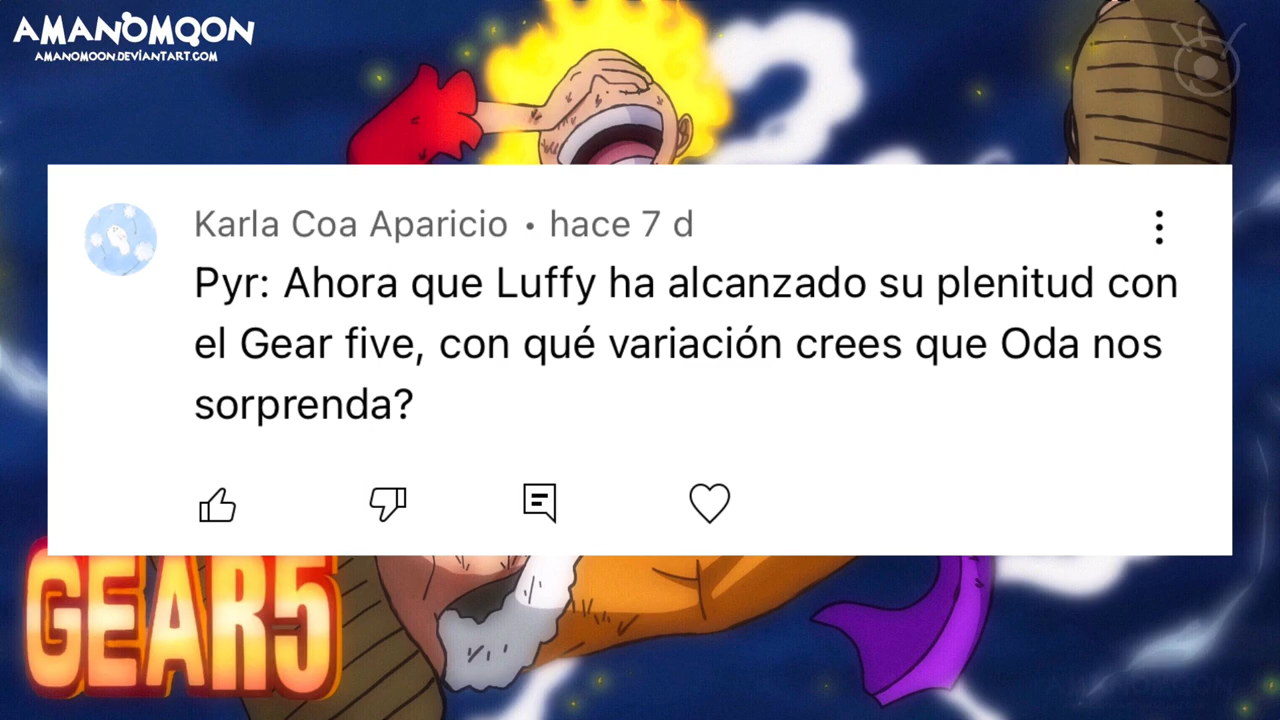 AMANOMOON
AMANOMOON.DEVIANTART.COM
Karla Coa Aparicio • hace 7 d
Pyr: Ahora que Luffy ha alcanzado su plenitud con
el Gear five, con qué variación crees que Oda nos
sorprenda?
GEAR5